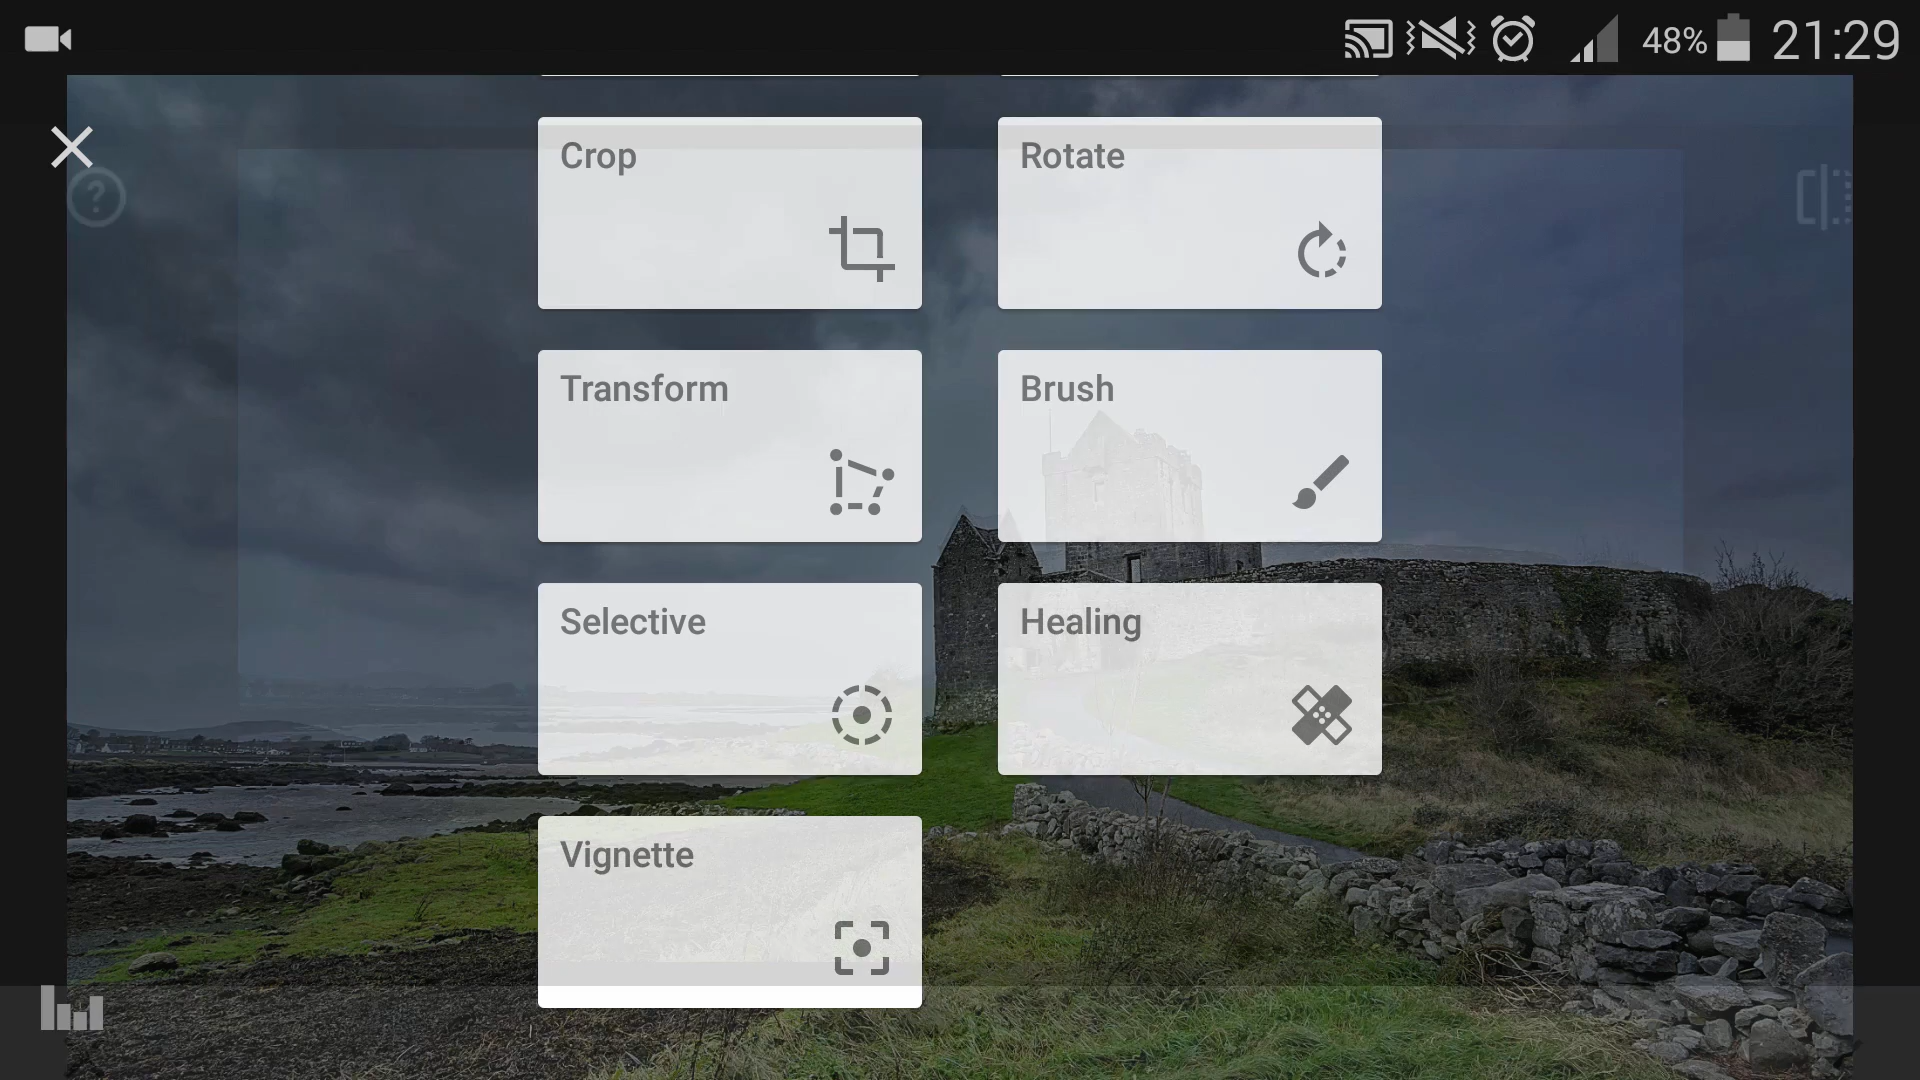 48% 21:29
Crop
Rotate
Transform
Brush
Selective
Healing
Vignette